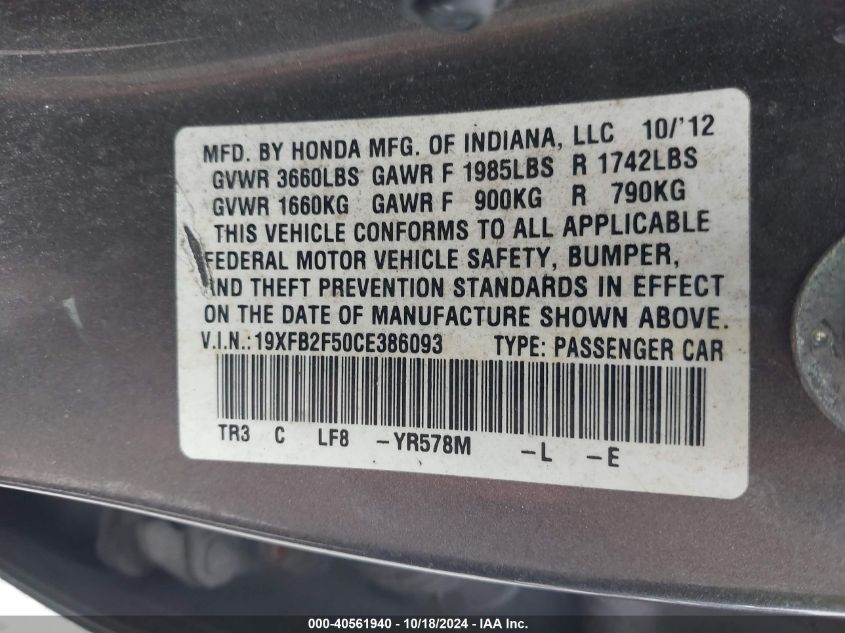 MFD. BY HONDA MFG. OF INDIANA, LLC 10/'12
GVWR 3660LBS GAWR F 1985LBS R 1742LBS
GVWR 1660KG GAWR F 900KG R 790KG
THIS VEHICLE CONFORMS TO ALL APPLICABLE
FEDERAL MOTOR VEHICLE SAFETY, BUMPER,
AND THEFT PREVENTION STANDARDS IN EFFECT
ON THE DATE OF MANUFACTURE SHOWN ABOVE.
V.I.N.:19XFB2F50CE386093 TYPE: PASSENGER CAR
TR3 C LF8 -YR578M -L -E
000-40561940 - 10/18/2024 - IAAI Inc.